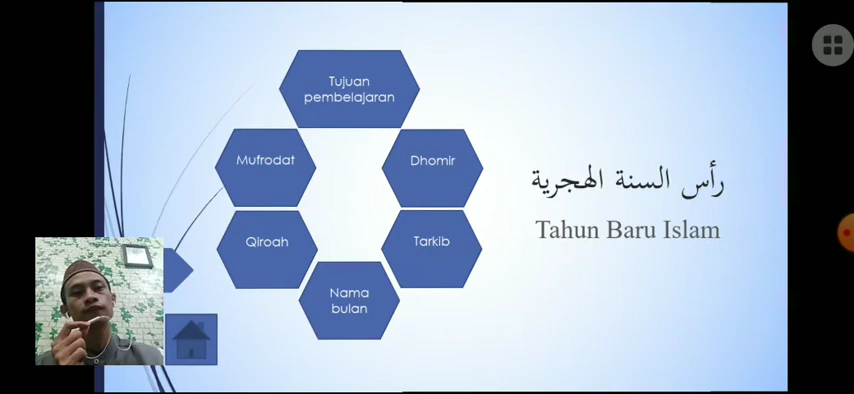 Tujuan
pembelajaran
Mufrodat
Dhomir
Qiroah
Tarkib
Nama
bulan
رأس السنة الهجرية
Tahun Baru Islam